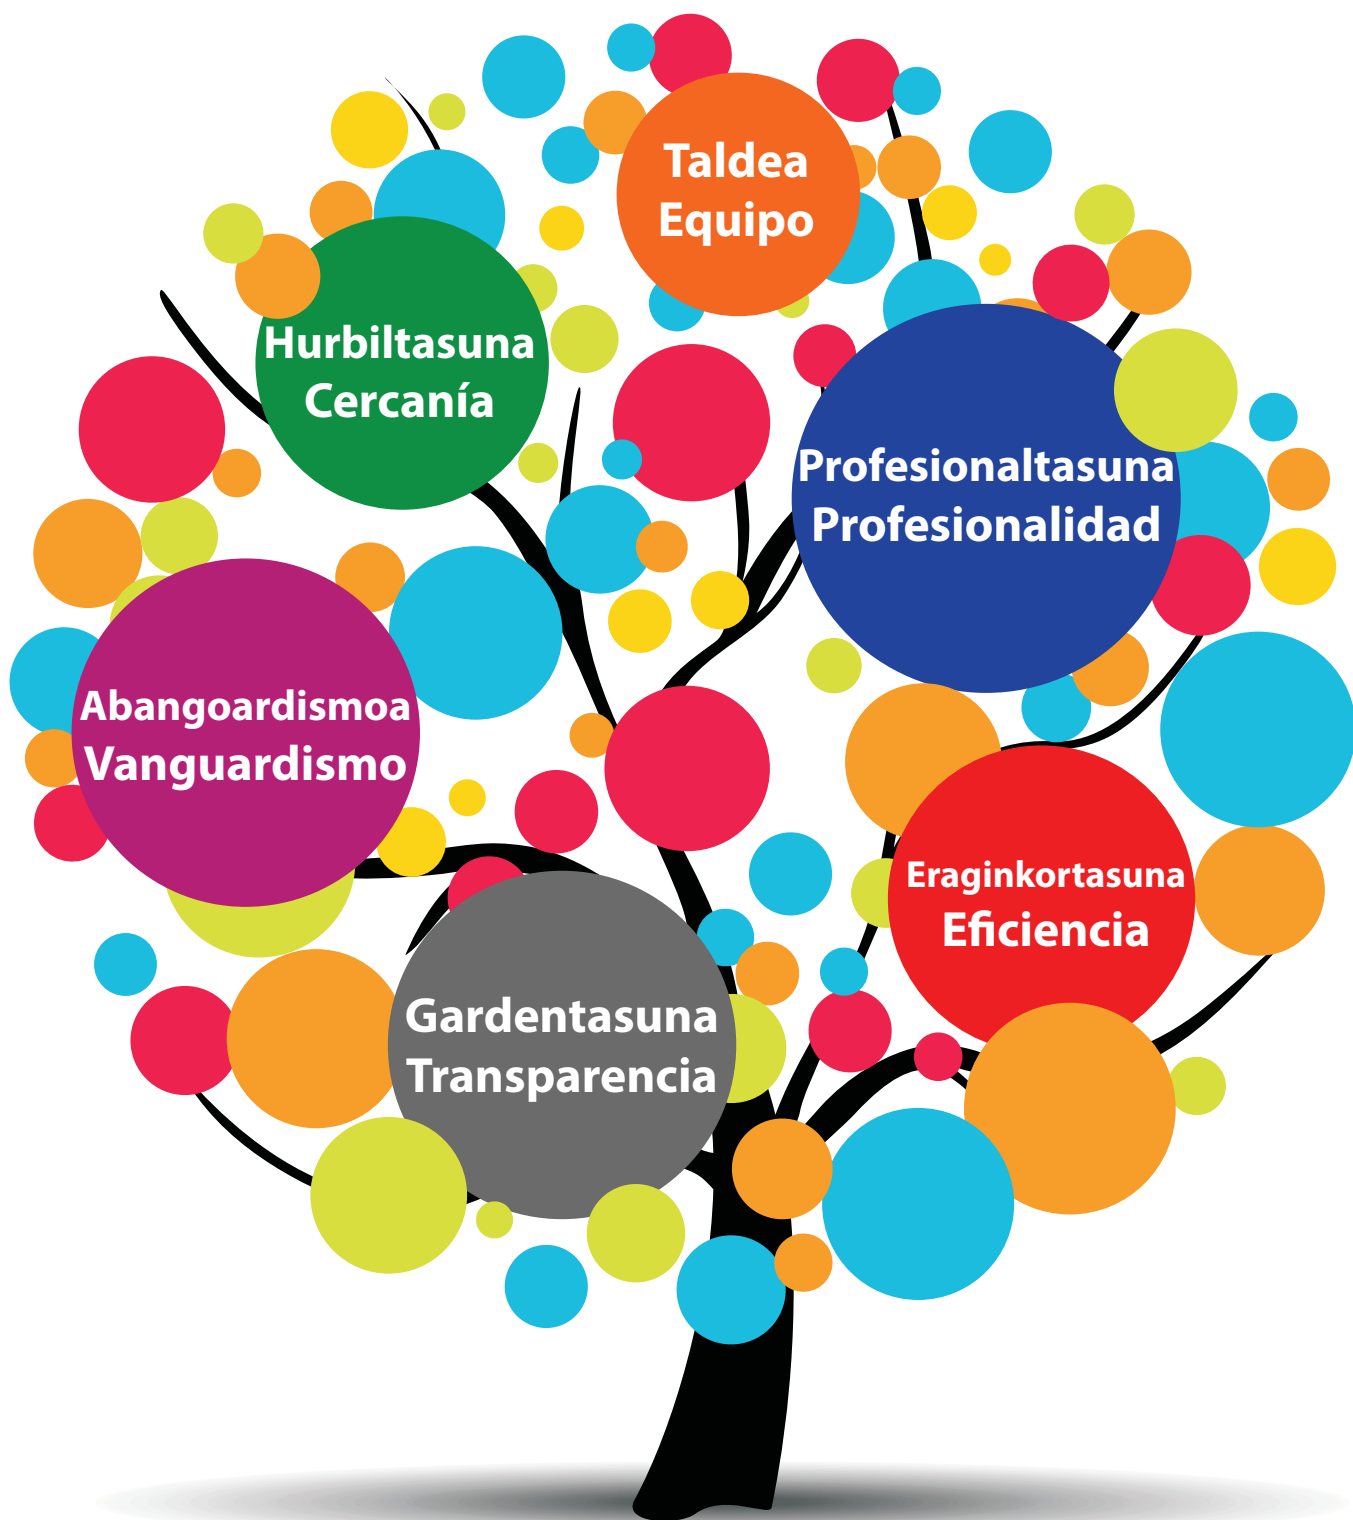 Taldea
Equipo
Hurbiltasuna
Cercanía
Profesionaltasuna
Profesionalidad
Abangoardismoa
Vanguardismo
Eraginkortasuna
Eficiencia
Gardentasuna
Transparencia